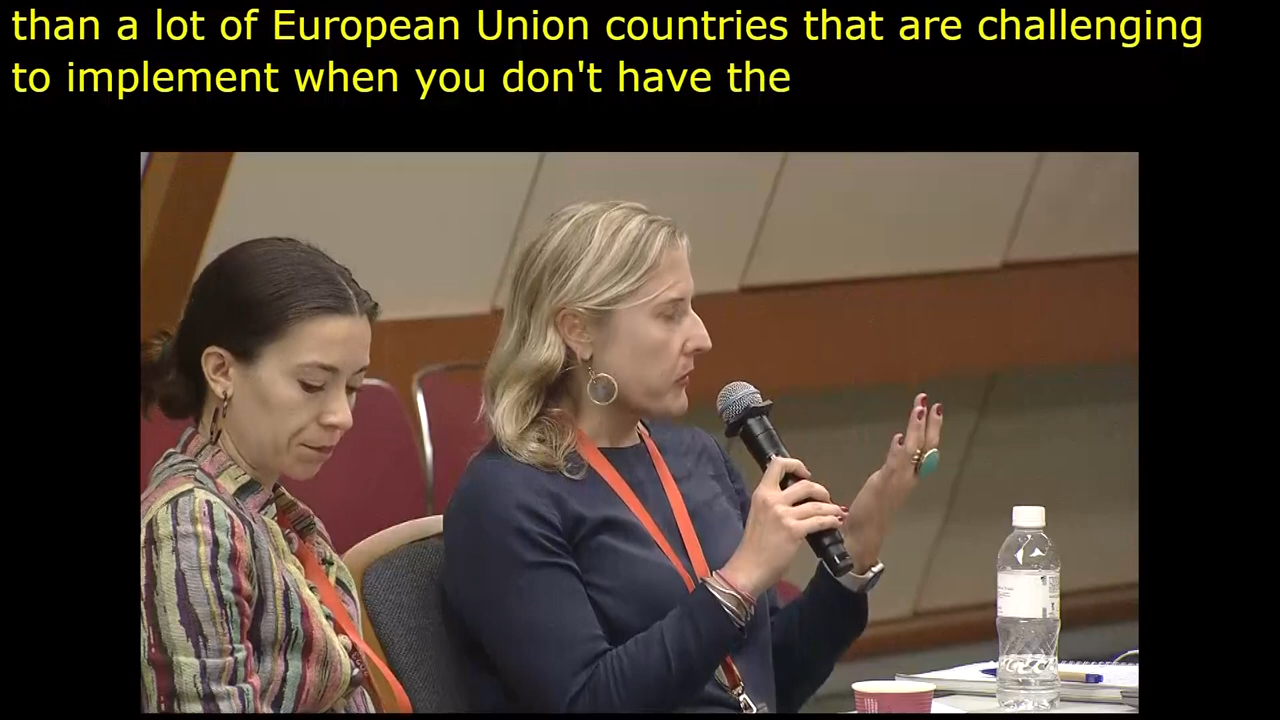 than a lot of European Union countries that are challenging
to implement when you don't have the